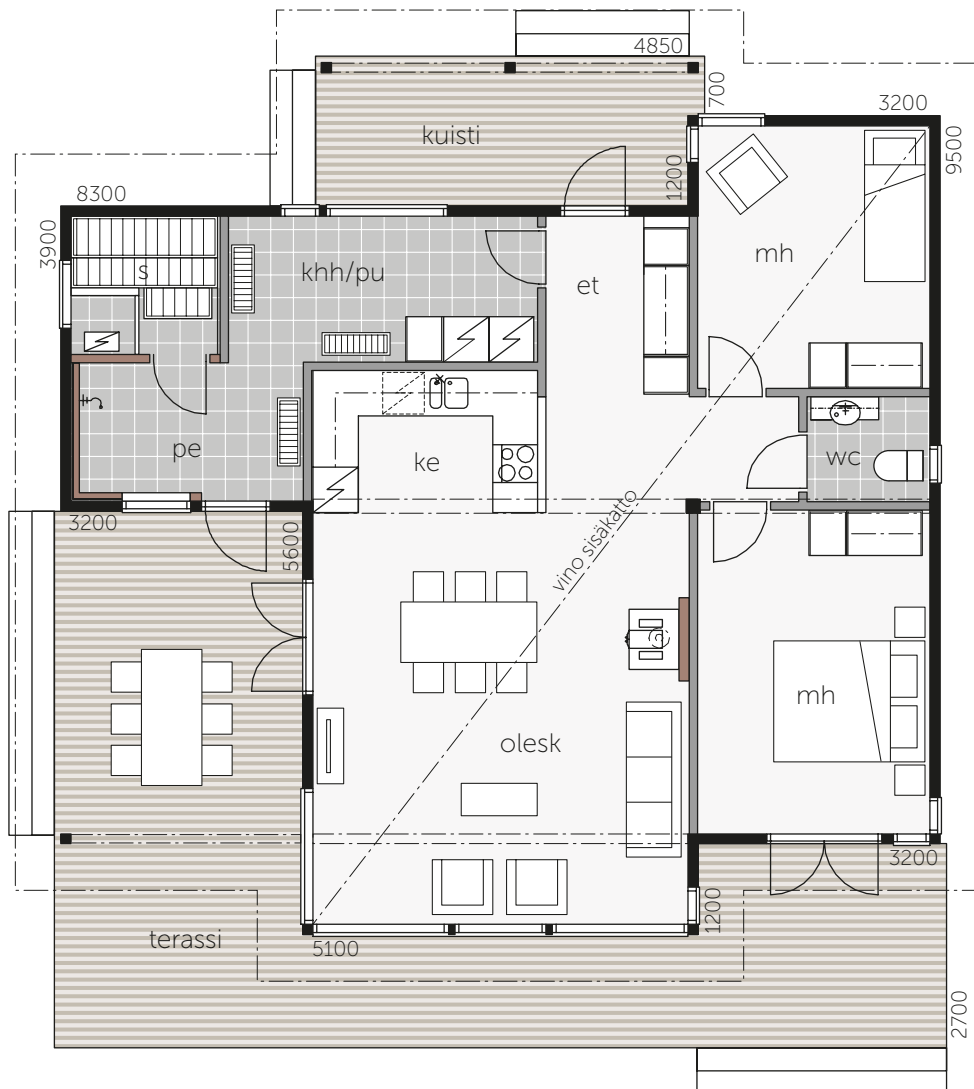 4850
700
3200
kuisti
9500
1200
8300
3900
s
khh/pu
et
mh
pe
ke
wc
3200
5600
vino sisäkatto
mh
olesk
3200
terassi
5100
1200
2700